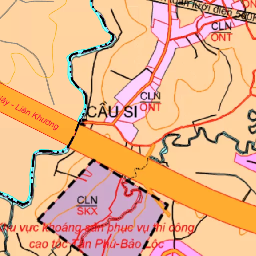 CLN
ONT
CLN
ONT
CẦU SI
Liên Khương
CLN
SKX
khu vực khoáng sản phục vụ thi công
cao tốc Tân Phú-Bảo Lộc